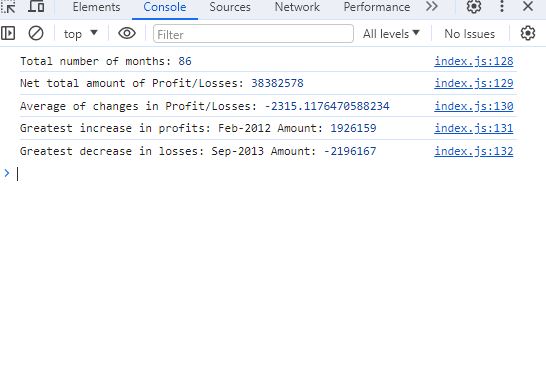 Elements Console Sources Network Performance
top Filter All levels No Issues
Total number of months: 86 index.js:128
Net total amount of Profit/Losses: 38382578 index.js:129
Average of changes in Profit/Losses: -2315.1176470588234 index.js:130
Greatest increase in profits: Feb-2012 Amount: 1926159 index.js:131
Greatest decrease in losses: Sep-2013 Amount: -2196167 index.js:132